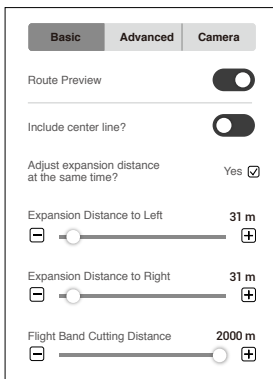 Basic Advanced Camera
Route Preview
Include center line?
Adjust expansion distance
at the same time? Yes
Expansion Distance to Left 31 m
Expansion Distance to Right 31 m
Flight Band Cutting Distance 2000 m